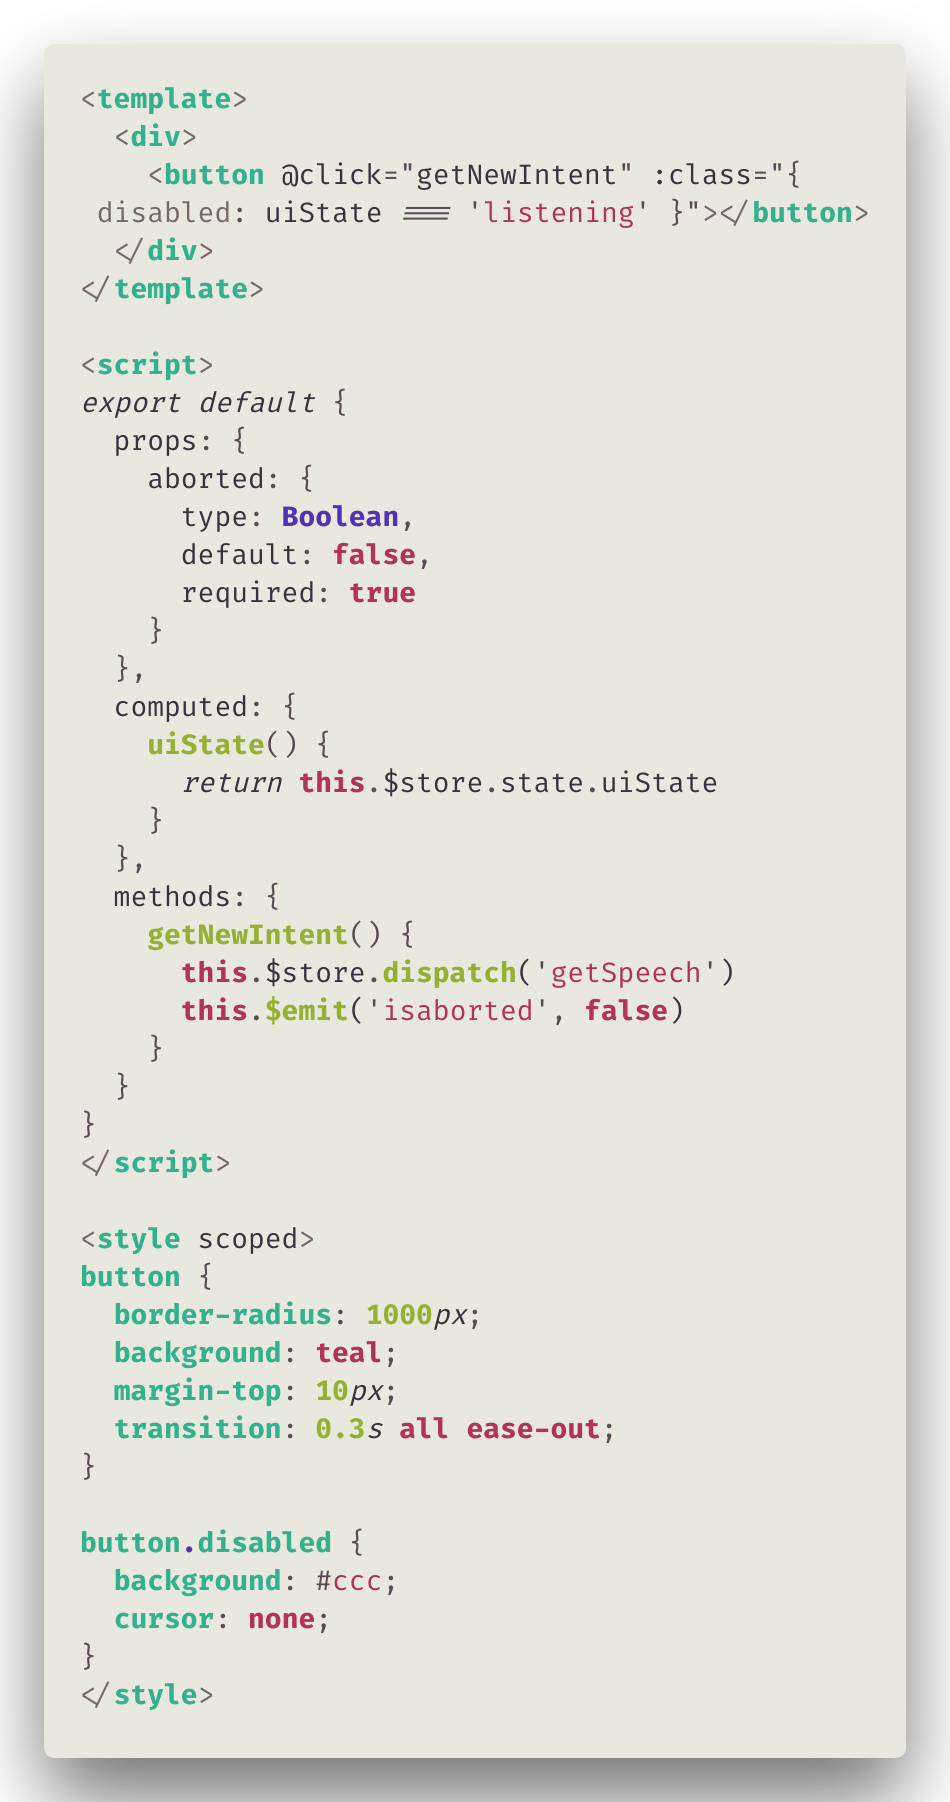 <template>
  <div>
    <button @click="getNewIntent" :class="{
 disabled: uiState === 'listening' }"></button>
  </div>
</template>

<script>
export default {
  props: {
    aborted: {
      type: Boolean,
      default: false,
      required: true
    }
  },
  computed: {
    uiState() {
      return this.$store.state.uiState
    }
  },
  methods: {
    getNewIntent() {
      this.$store.dispatch('getSpeech')
      this.$emit('isaborted', false)
    }
  }
}
</script>

<style scoped>
button {
  border-radius: 1000px;
  background: teal;
  margin-top: 10px;
  transition: 0.3s all ease-out;
}

button.disabled {
  background: #ccc;
  cursor: none;
}
</style>